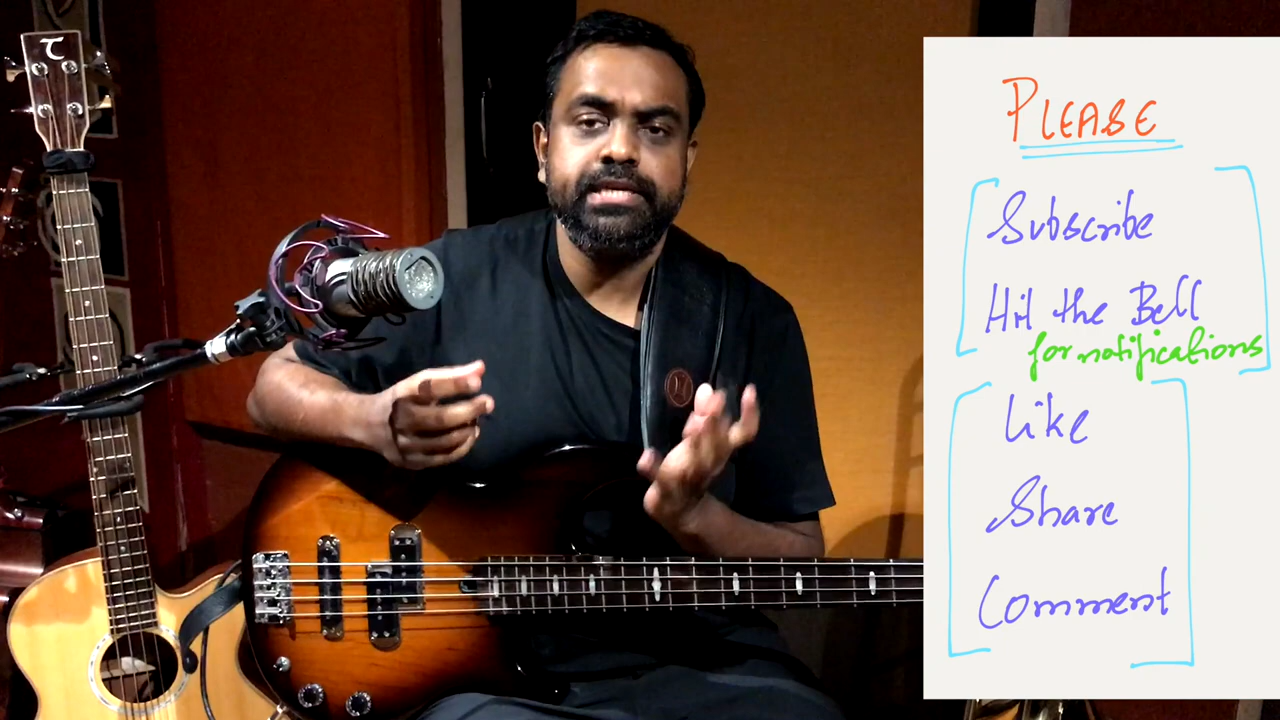 PLEASE
Subscribe
Hit the Bell
for notifications
Like
Share
Comment